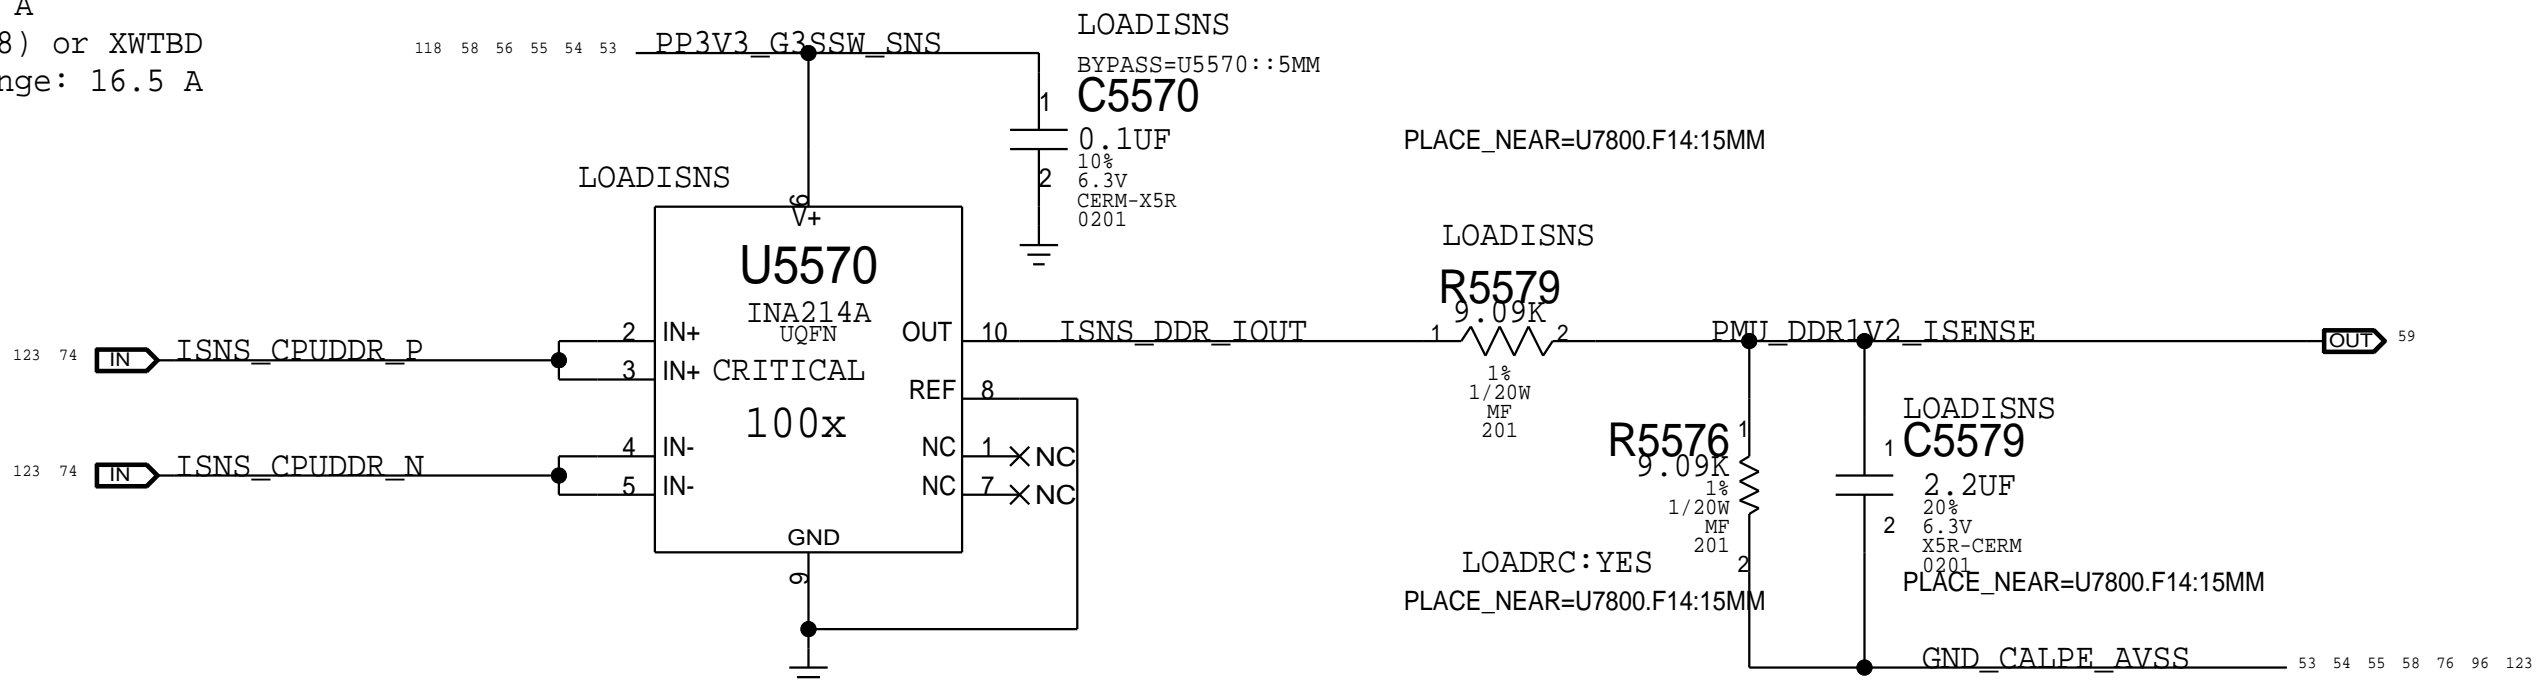 A
8) or XWTBD
nge: 16.5 A
118 58 56 55 54 53
PP3V3_G3SSW_SNS
LOADISNS
BYPASS=U5570::5MM
C5570
1
0.1UF
10%
2
6.3V
CERM-X5R
0201
PLACE_NEAR=U7800.F14:15MM
LOADISNS
6
V+
U5570
INA214A
UQFN
CRITICAL
100x
2 IN+
3 IN+
4 IN-
5 IN-
OUT 10
REF 8
NC 1 NC
NC 7 NC
GND
9
123 74 IN ISNS_CPUDDR_P
123 74 IN ISNS_CPUDDR_N
ISNS_DDR_IOUT
LOADISNS
R5579
9.09K
1 2
1%
1/20W
MF
201
PMU_DDR1V2_ISENSE
OUT 59
R5576
1
9.09K
1%
1/20W
MF
201
2
LOADRC:YES
PLACE_NEAR=U7800.F14:15MM
LOADISNS
1
C5579
2.2UF
20%
2
6.3V
X5R-CERM
0201
PLACE_NEAR=U7800.F14:15MM
GND_CALPE_AVSS
53 54 55 58 76 96 123